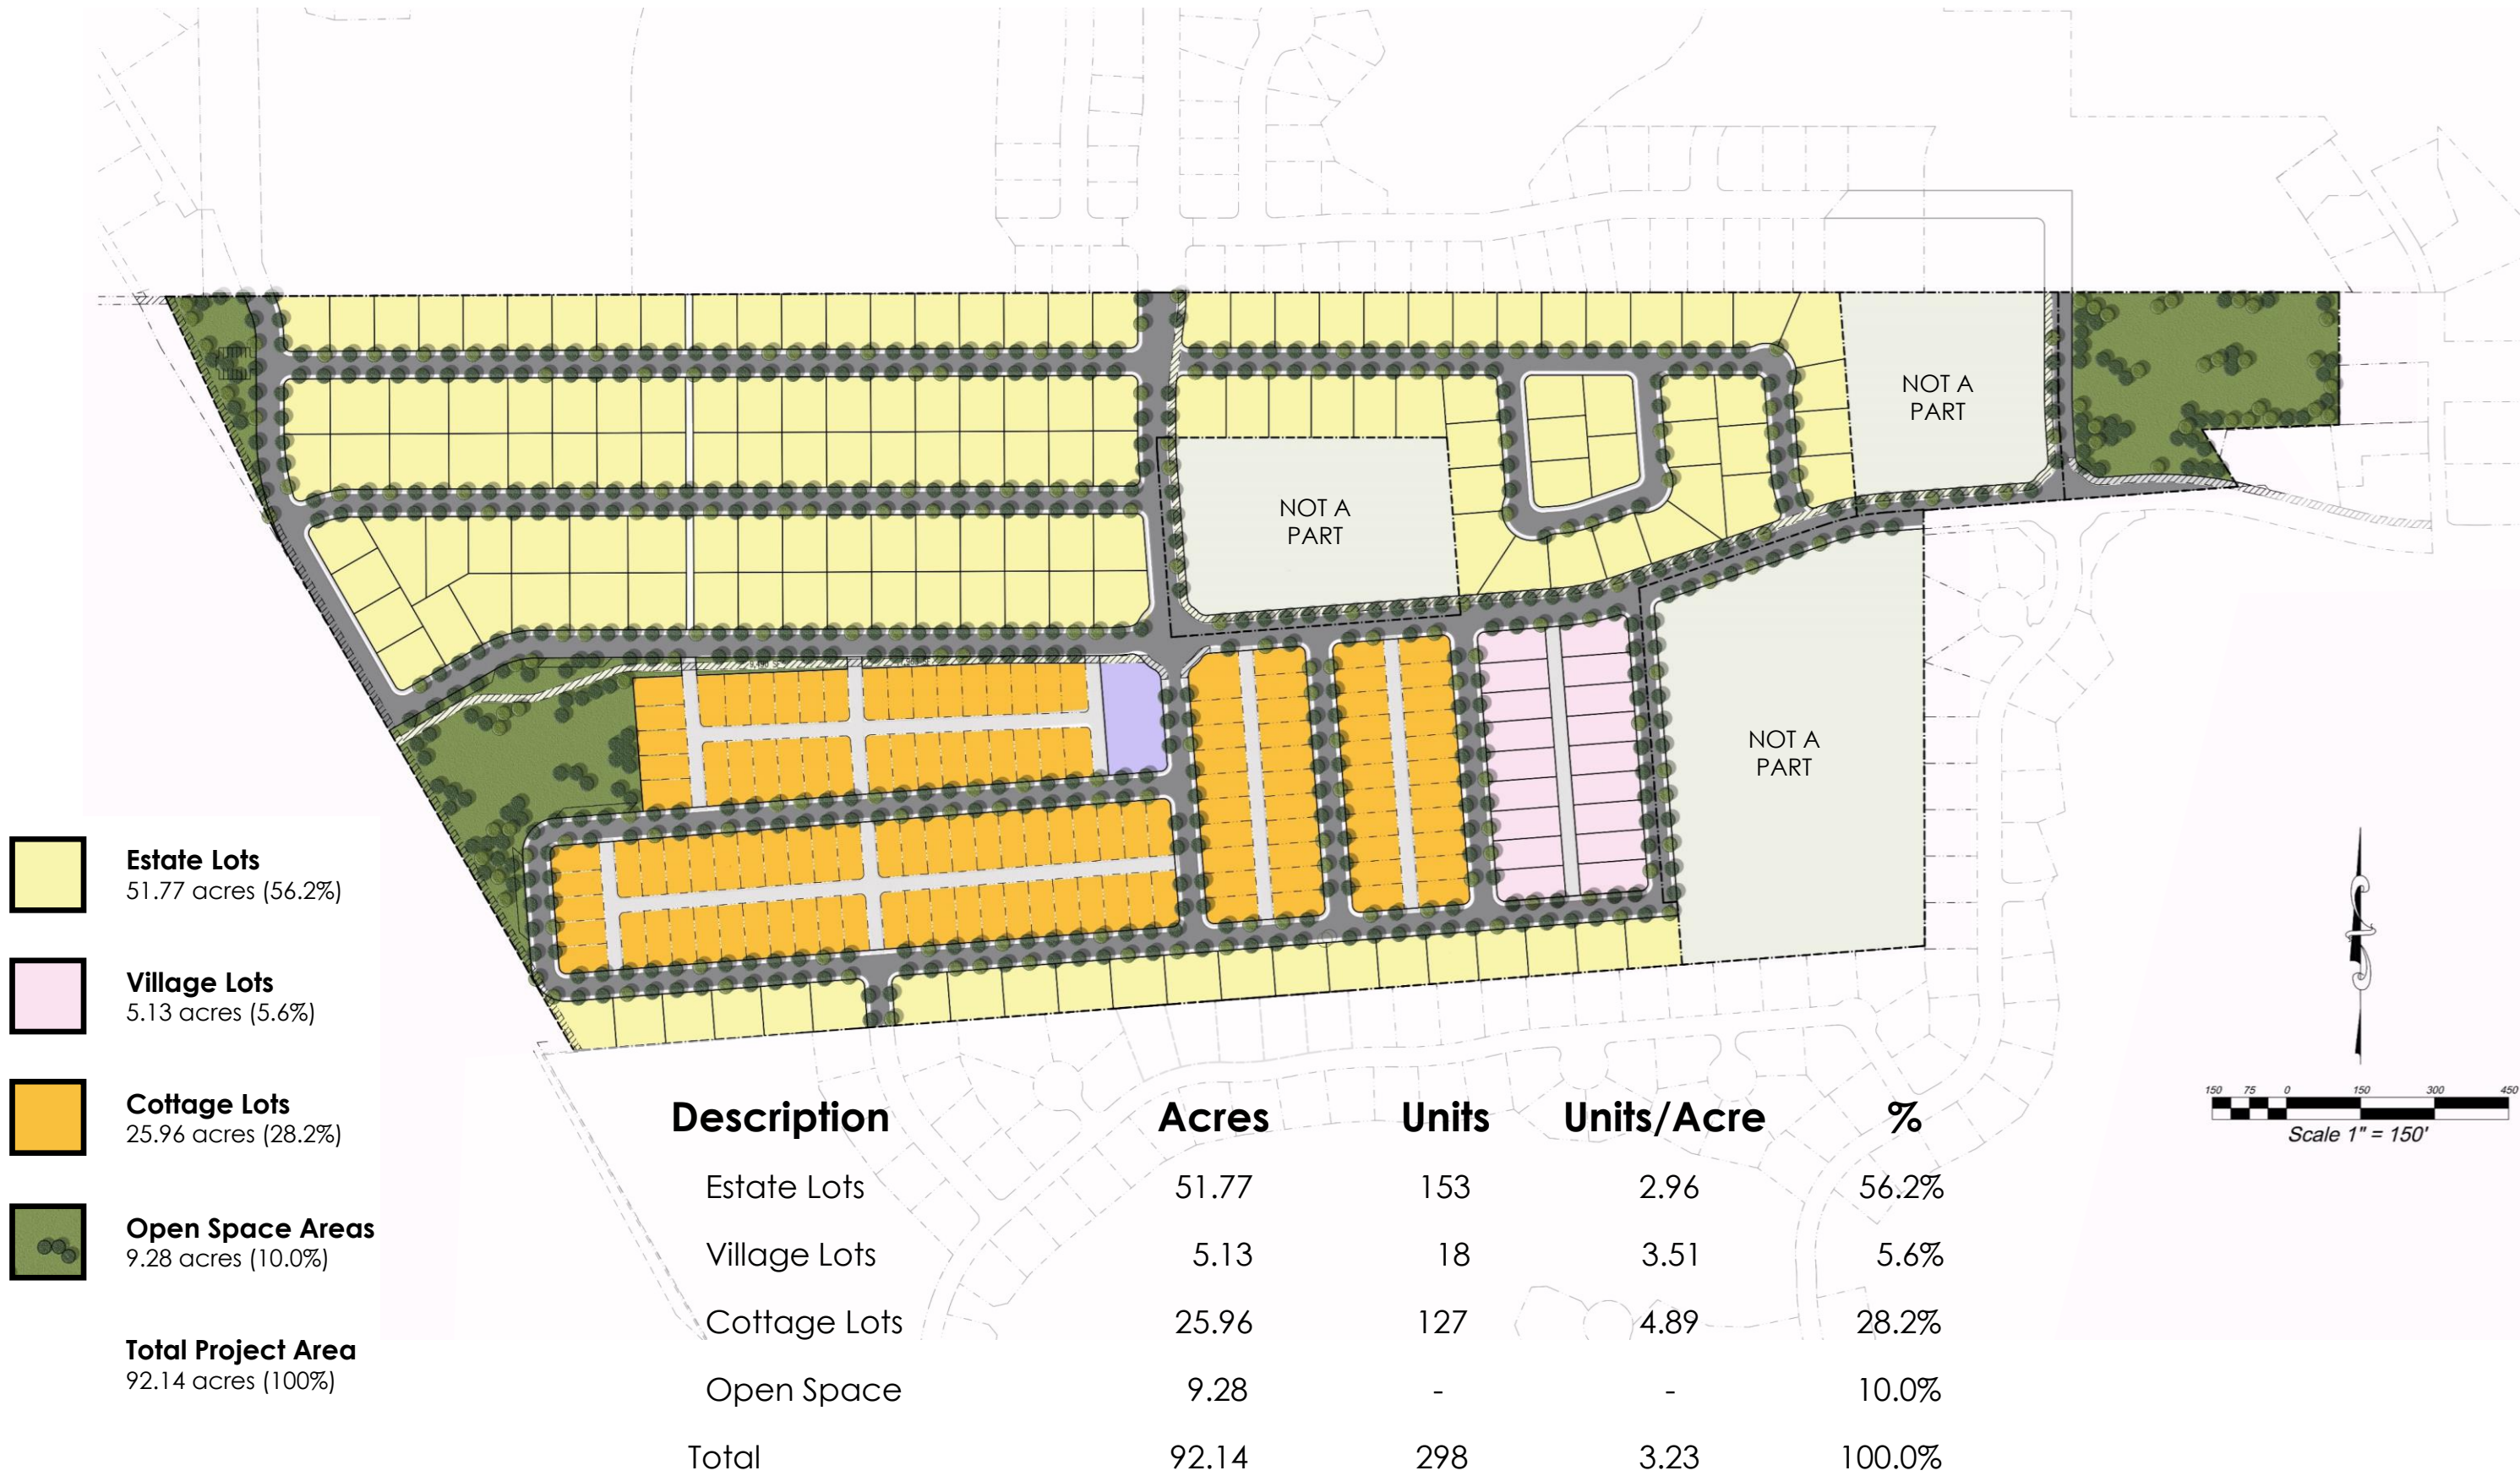 NOT A
PART
NOT A
PART
NOT A
PART
Estate Lots
51.77 acres (56.2%)
Village Lots
5.13 acres (5.6%)
Cottage Lots
25.96 acres (28.2%)
Open Space Areas
9.28 acres (10.0%)
Total Project Area
92.14 acres (100%)
Description Acres Units Units/Acre %
Estate Lots 51.77 153 2.96 56.2%
Village Lots 5.13 18 3.51 5.6%
Cottage Lots 25.96 127 4.89 28.2%
Open Space 9.28 - - 10.0%
Total 92.14 298 3.23 100.0%
150 75 0 150 300 450
Scale 1" = 150'